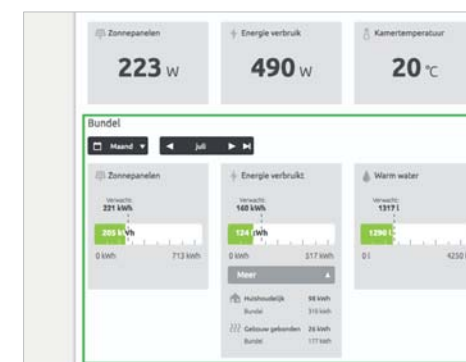 Zonnepanelen
223 W
Energie verbruik
490 W
Kamertemperatuur
20 °C
Bundel
Maand
juli
Zonnepanelen
Verwacht:
221 kWh
205 kWh
0 kWh 713 kWh
Energie verbruikt
Verwacht:
160 kWh
124 kWh
0 kWh 517 kWh
Meer
Huishoudelijk 98 kWh
Bundel
Gebouw gebonden 26 kWh
Bundel 177 kWh
Warm water
Verwacht:
1317 l
1290 l
0 l 4250 l